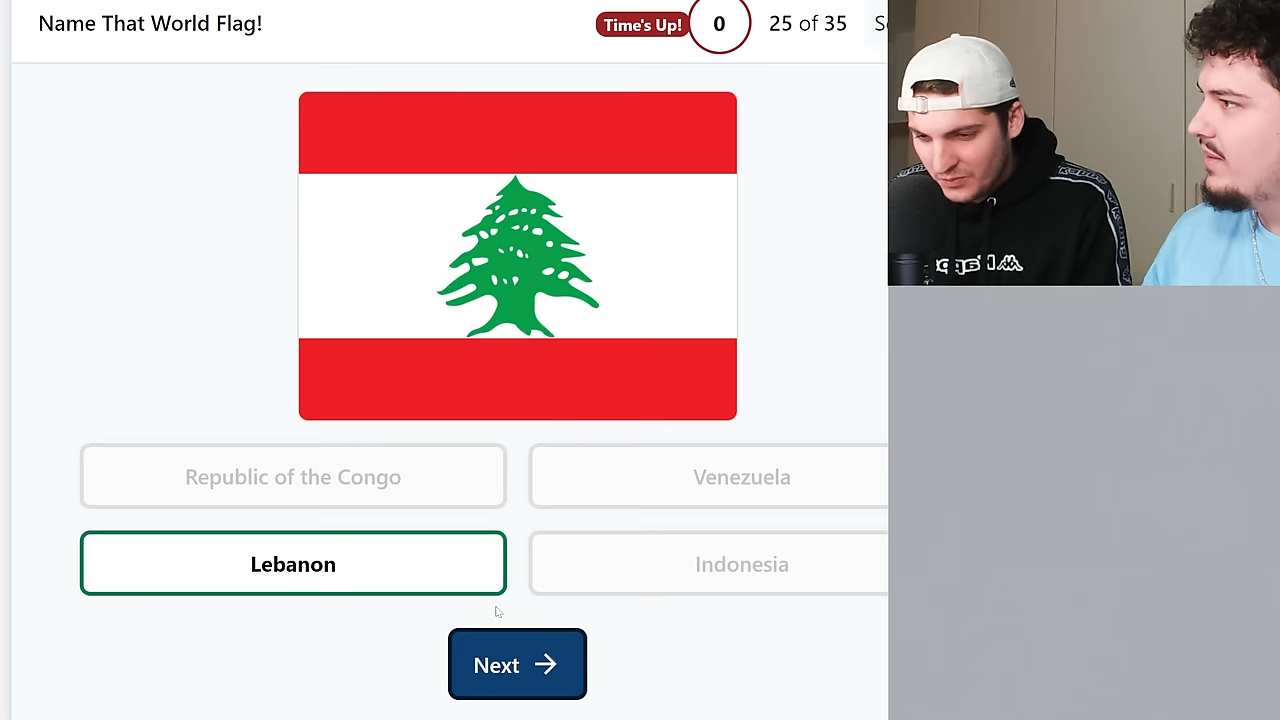 Name That World Flag!
Time's Up! 0 25 of 35
Republic of the Congo
Venezuela
Lebanon
Indonesia
Next